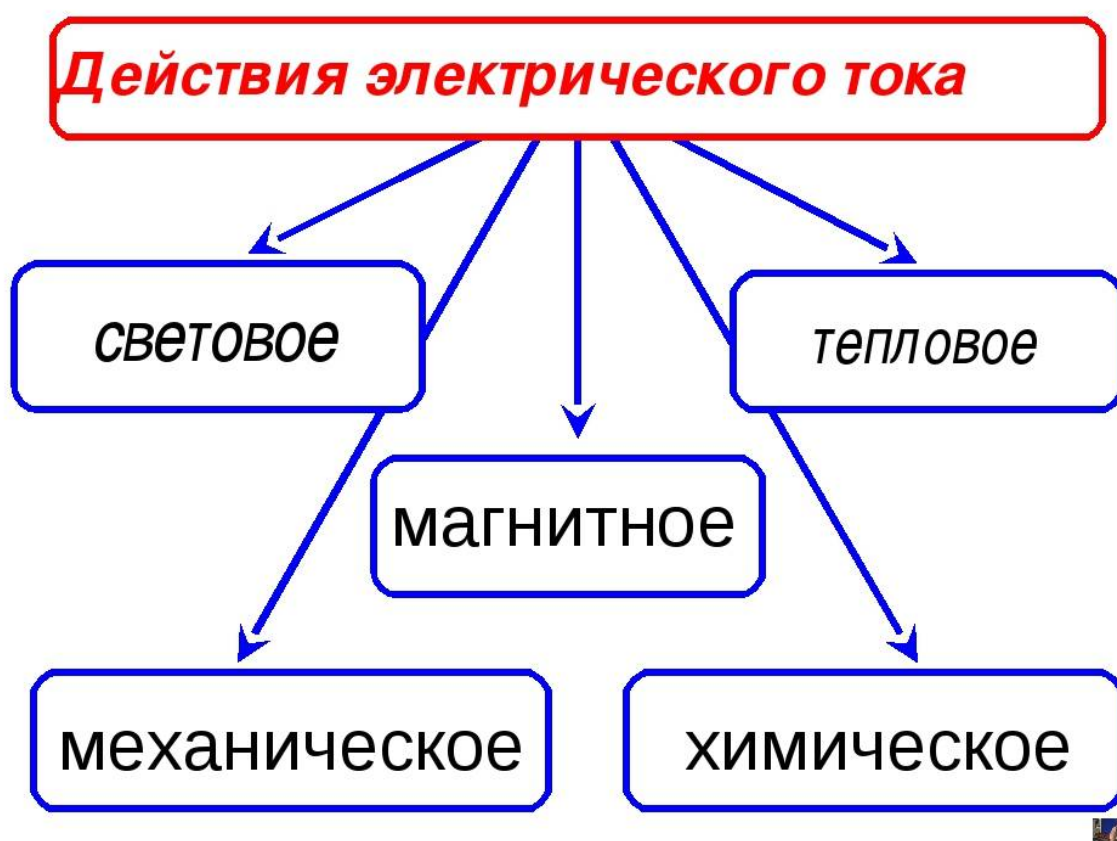 Действия электрического тока
световое
тепловое
магнитное
механическое
химическое